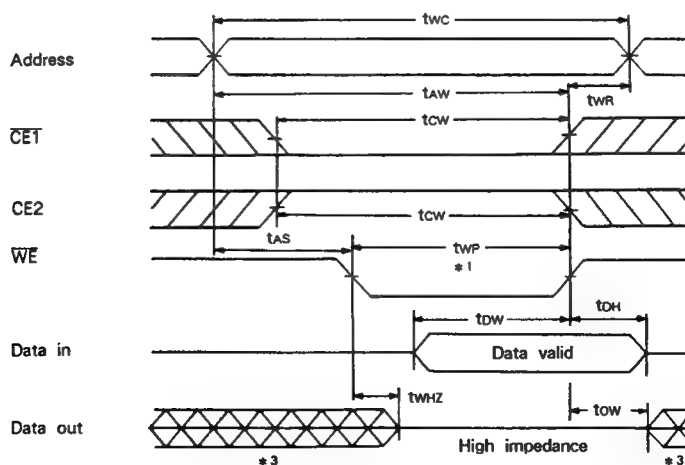 tWC
Address
tAW
tWR
tCW
CE1
CE2
tCW
tAS
tWP
WE
*1
tDW
tDH
Data in
Data valid
tWHZ
tOW
Data out
High impedance
*3
*3